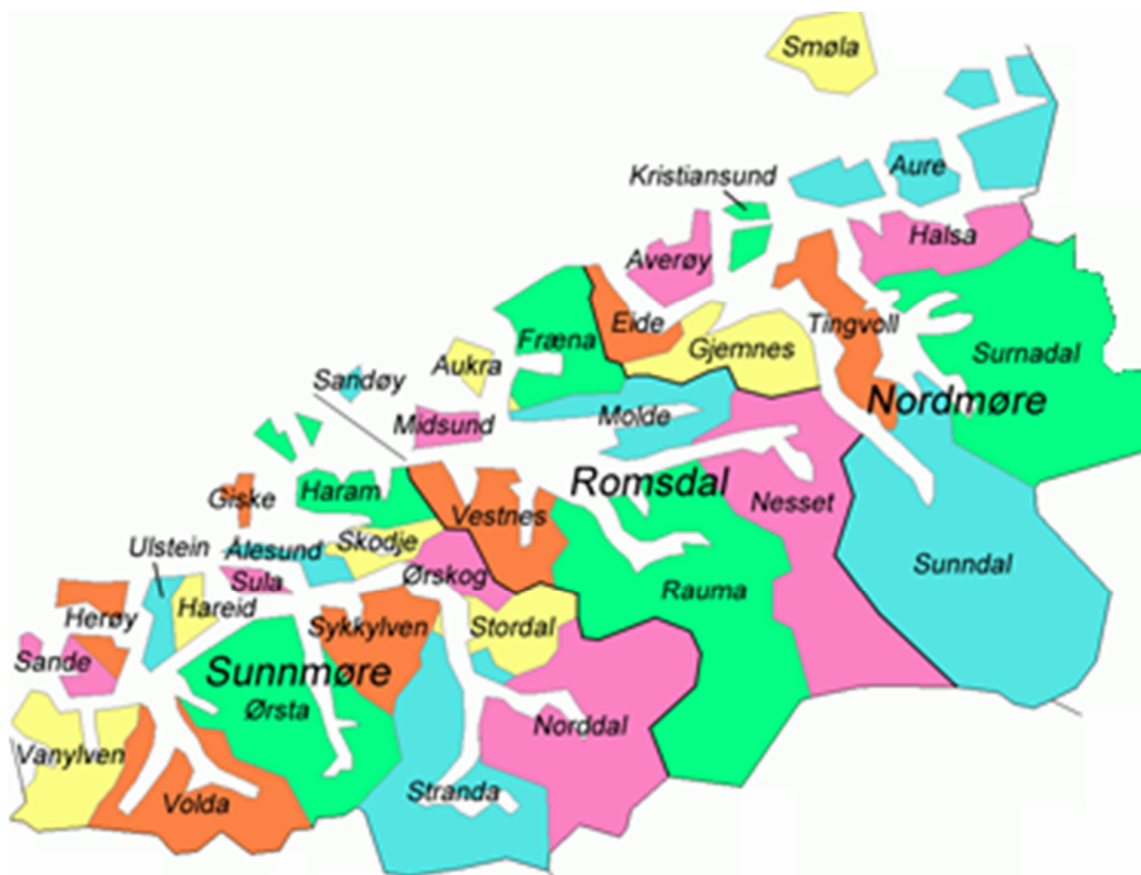 Smøla
Aure
Kristiansund
Halsa
Averøy
Tingvoll
Eide
Fræna
Gjemnes
Surnadal
Aukra
Sandøy
Nordmøre
Midsund
Molde
Romsdal
Haram
Giske
Vestnes
Nesset
Ulstein
Ålesund
Skodje
Sunndal
Sula
Ørskog
Rauma
Hareid
Herøy
Sykkylven
Stordal
Sande
Sunnmøre
Ørsta
Norddal
Vanylven
Stranda
Volda